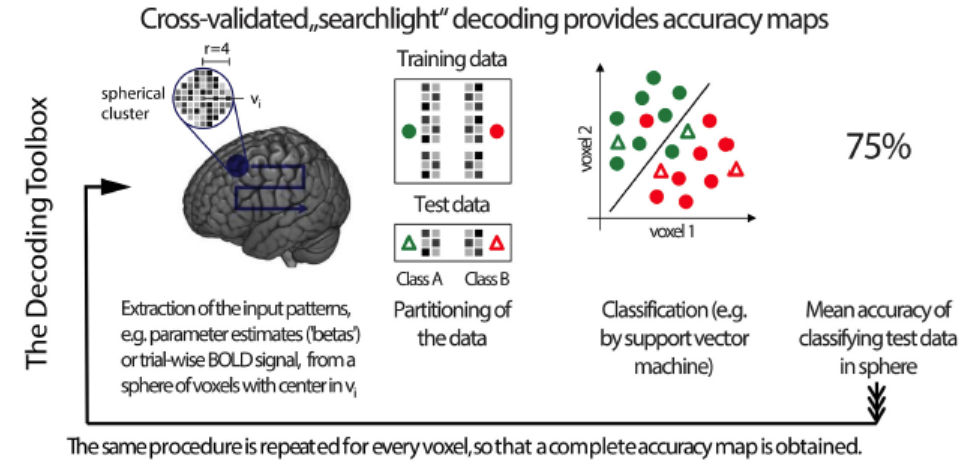 Cross-validated„searchlight“ decoding provides accuracy maps
The Decoding Toolbox
r=4
spherical
cluster
vi
Training data
Test data
Class A
Class B
voxel 2
voxel 1
75%
Extraction of the input patterns,
e.g. parameter estimates ('betas')
or trial-wise BOLD signal, from a
sphere of voxels with center in vi
Partitioning of
the data
Classification (e.g.
by support vector
machine)
Mean accuracy of
classifying test data
in sphere
The same procedure is repeated for every voxel, so that a complete accuracy map is obtained.